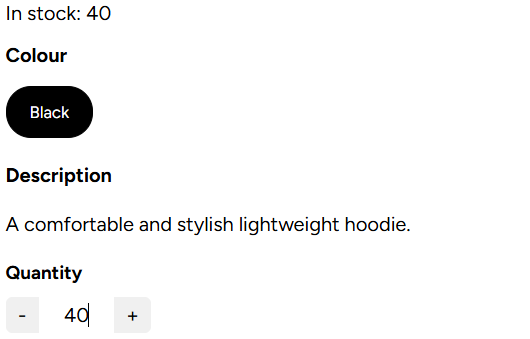 In stock: 40
Colour
Black
Description
A comfortable and stylish lightweight hoodie.
Quantity
- 40 +